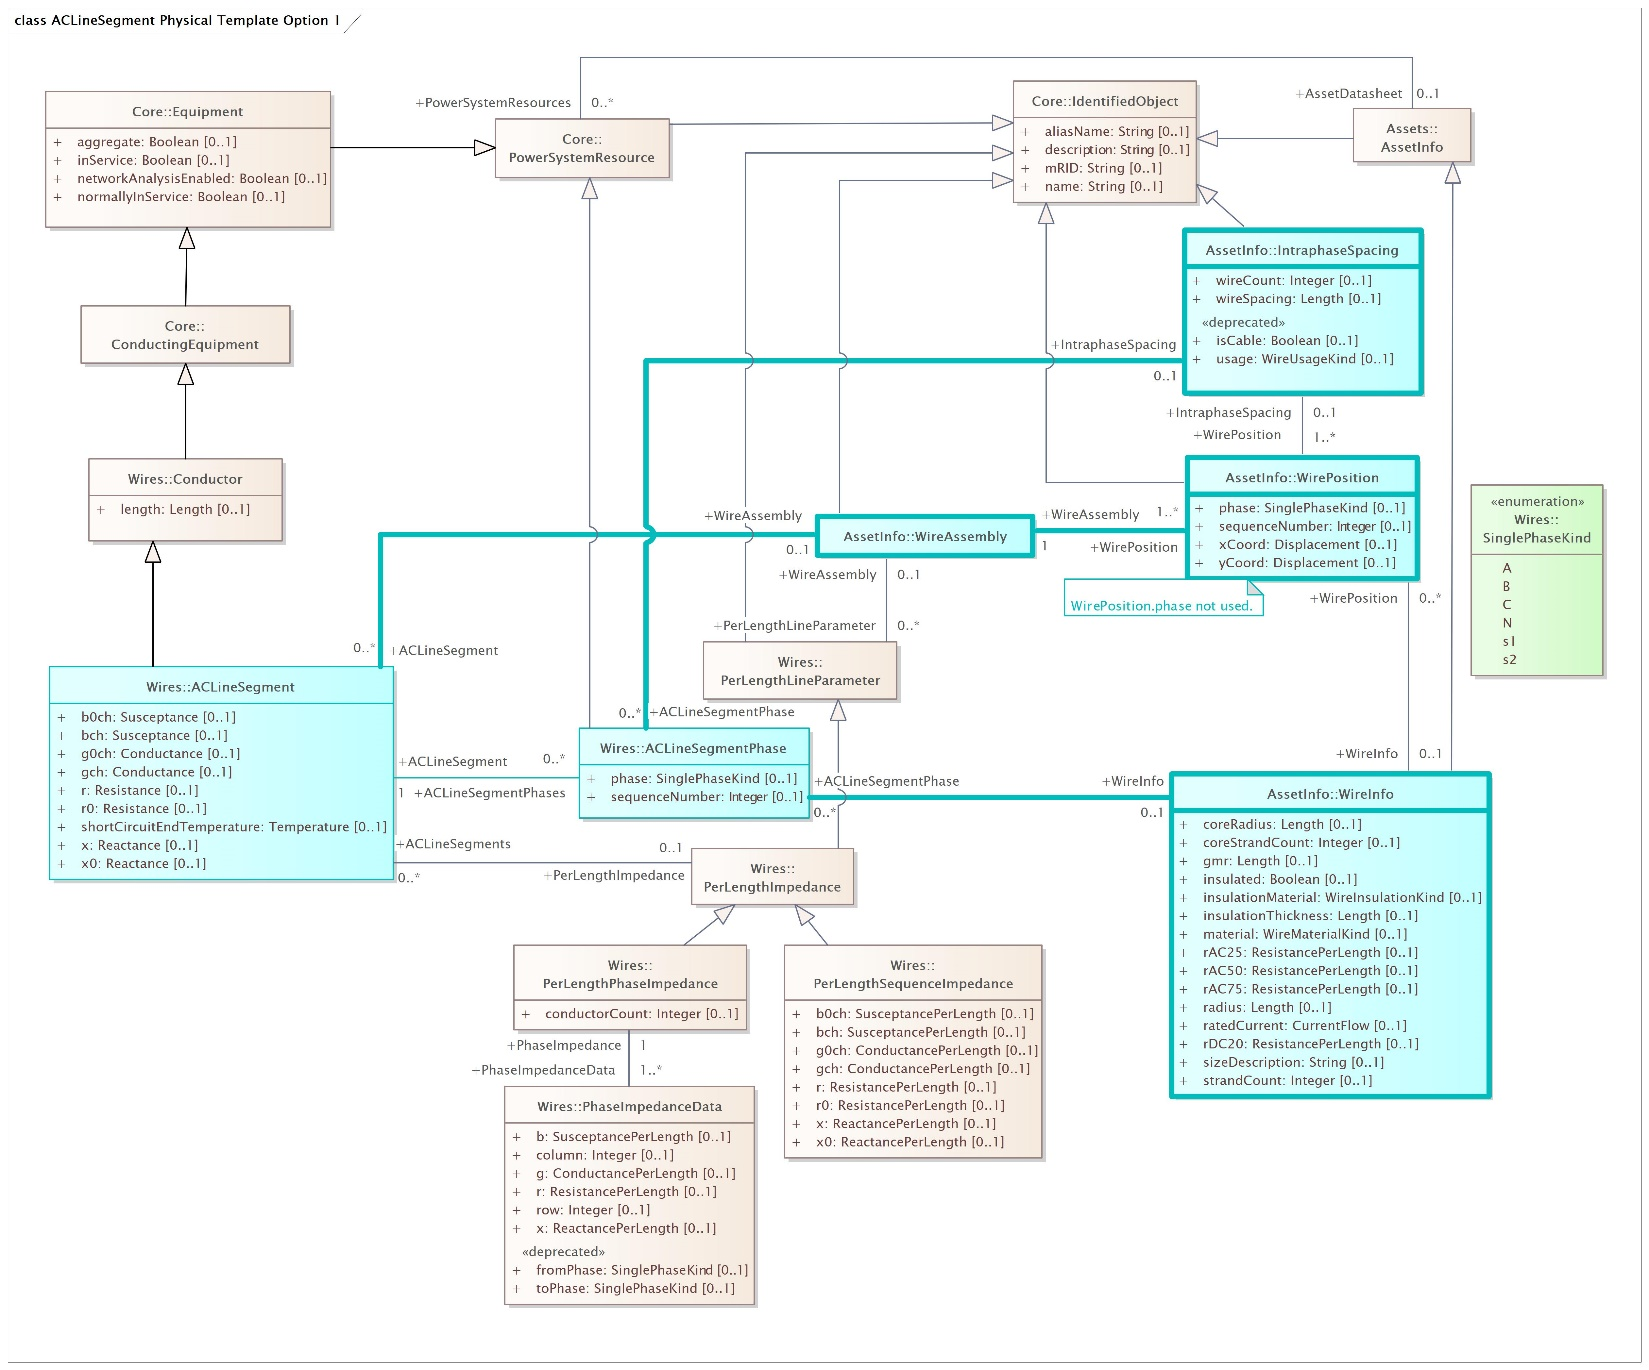 class ACLineSegment Physical Template Option 1
+PowerSystemResources
0..*
+AssetDatasheet
0..1
Core::Equipment
+ aggregate: Boolean [0..1]
+ inService: Boolean [0..1]
+ networkAnalysisEnabled: Boolean [0..1]
+ normallyInService: Boolean [0..1]
Core::
PowerSystemResource
Core::IdentifiedObject
+ aliasName: String [0..1]
+ description: String [0..1]
+ mRID: String [0..1]
+ name: String [0..1]
Assets::
AssetInfo
AssetInfo::IntraphaseSpacing
+ wireCount: Integer [0..1]
+ wireSpacing: Length [0..1]
«deprecated»
+ isCable: Boolean [0..1]
+ usage: WireUsageKind [0..1]
Core::
ConductingEquipment
+IntraphaseSpacing
0..1
+IntraphaseSpacing
0..1
+WirePosition
1..*
Wires::Conductor
+ length: Length [0..1]
AssetInfo::WirePosition
+ phase: SinglePhaseKind [0..1]
+ sequenceNumber: Integer [0..1]
+ xCoord: Displacement [0..1]
+ yCoord: Displacement [0..1]
«enumeration»
Wires::
SinglePhaseKind
A
B
C
N
s1
s2
+WireAssembly
0..1
AssetInfo::WireAssembly
+WireAssembly
1..*
1
+WirePosition
+WireAssembly
0..1
WirePosition.phase not used.
+WirePosition
0..*
+PerLengthLineParameter
0..*
0..*
+ACLineSegment
Wires::
PerLengthLineParameter
Wires::ACLineSegment
+ b0ch: Susceptance [0..1]
+ bch: Susceptance [0..1]
+ g0ch: Conductance [0..1]
+ gch: Conductance [0..1]
+ r: Resistance [0..1]
+ r0: Resistance [0..1]
+ shortCircuitEndTemperature: Temperature [0..1]
+ x: Reactance [0..1]
+ x0: Reactance [0..1]
0..*
+ACLineSegmentPhase
Wires::ACLineSegmentPhase
+ phase: SinglePhaseKind [0..1]
+ sequenceNumber: Integer [0..1]
+ACLineSegment
0..*
1
+ACLineSegmentPhases
+ACLineSegmentPhase
0..*
+WireInfo
0..1
+WireInfo
0..1
AssetInfo::WireInfo
+ coreRadius: Length [0..1]
+ coreStrandCount: Integer [0..1]
+ gmr: Length [0..1]
+ insulated: Boolean [0..1]
+ insulationMaterial: WireInsulationKind [0..1]
+ insulationThickness: Length [0..1]
+ material: WireMaterialKind [0..1]
+ rAC25: ResistancePerLength [0..1]
+ rAC50: ResistancePerLength [0..1]
+ rAC75: ResistancePerLength [0..1]
+ radius: Length [0..1]
+ ratedCurrent: CurrentFlow [0..1]
+ rDC20: ResistancePerLength [0..1]
+ sizeDescription: String [0..1]
+ strandCount: Integer [0..1]
+ACLineSegments
0..1
0..*
+PerLengthImpedance
Wires::
PerLengthImpedance
Wires::
PerLengthPhaseImpedance
+ conductorCount: Integer [0..1]
Wires::
PerLengthSequenceImpedance
+ b0ch: SusceptancePerLength [0..1]
+ bch: SusceptancePerLength [0..1]
+ g0ch: ConductancePerLength [0..1]
+ gch: ConductancePerLength [0..1]
+ r: ResistancePerLength [0..1]
+ r0: ResistancePerLength [0..1]
+ x: ReactancePerLength [0..1]
+ x0: ReactancePerLength [0..1]
+PhaseImpedance
1
−PhaseImpedanceData
1..*
Wires::PhaseImpedanceData
+ b: SusceptancePerLength [0..1]
+ column: Integer [0..1]
+ g: ConductancePerLength [0..1]
+ r: ResistancePerLength [0..1]
+ row: Integer [0..1]
+ x: ReactancePerLength [0..1]
«deprecated»
+ fromPhase: SinglePhaseKind [0..1]
+ toPhase: SinglePhaseKind [0..1]